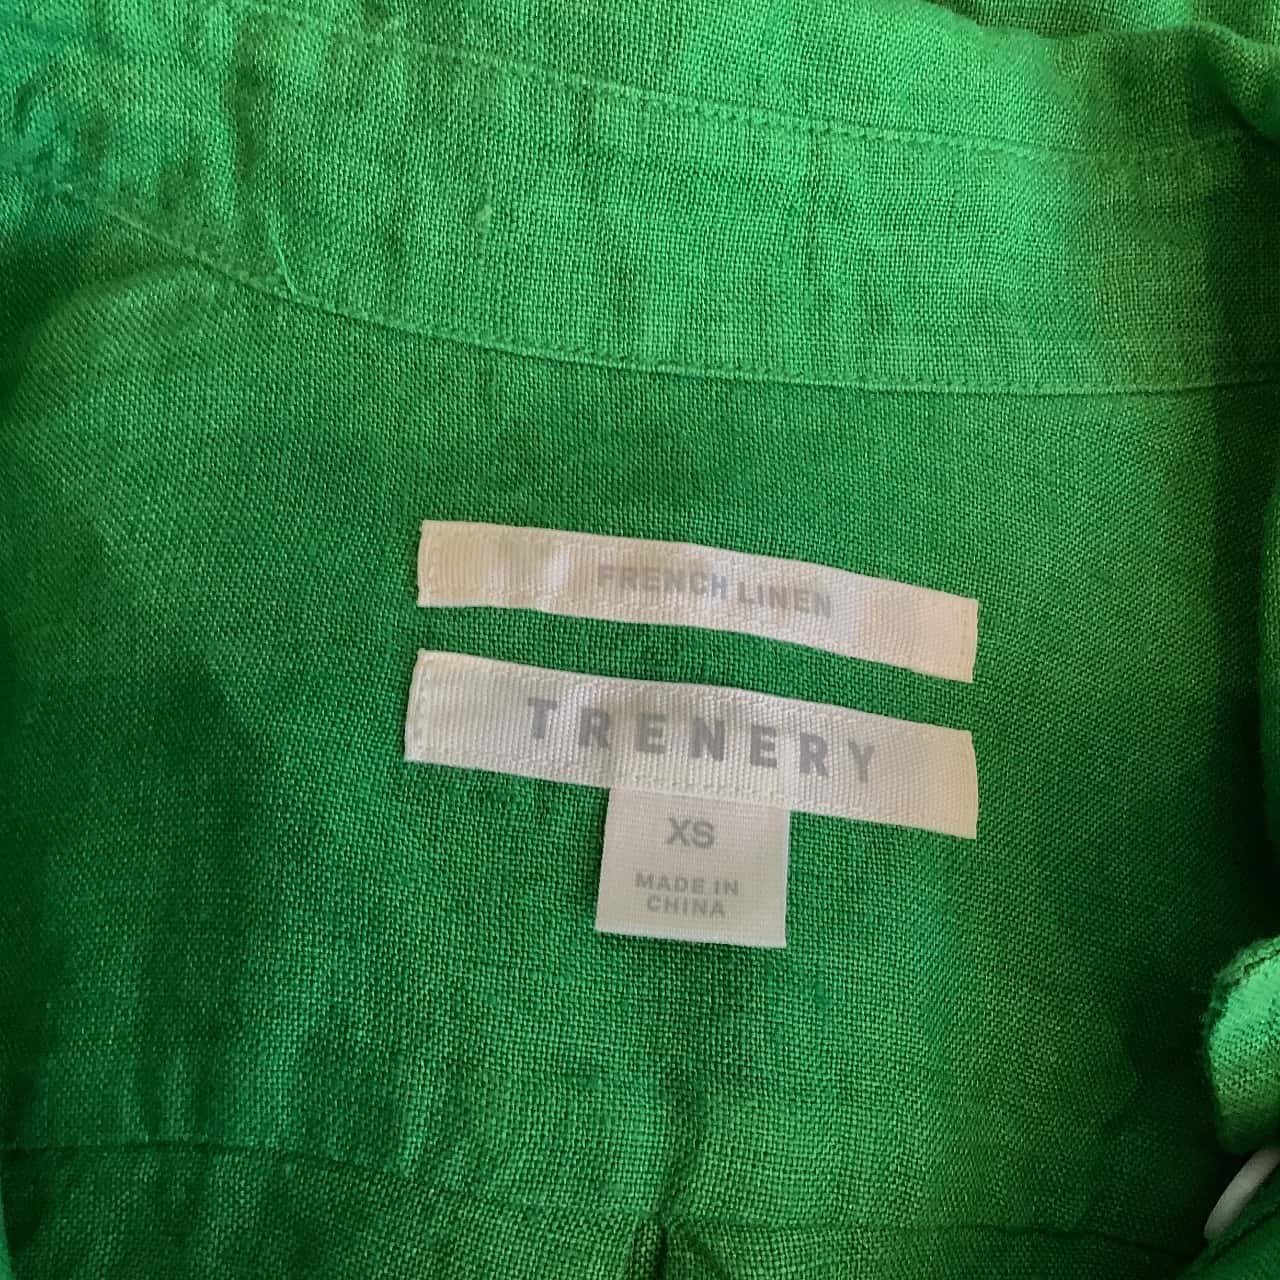 FRENCH LINEN
TRENERY
XS
MADE IN
CHINA